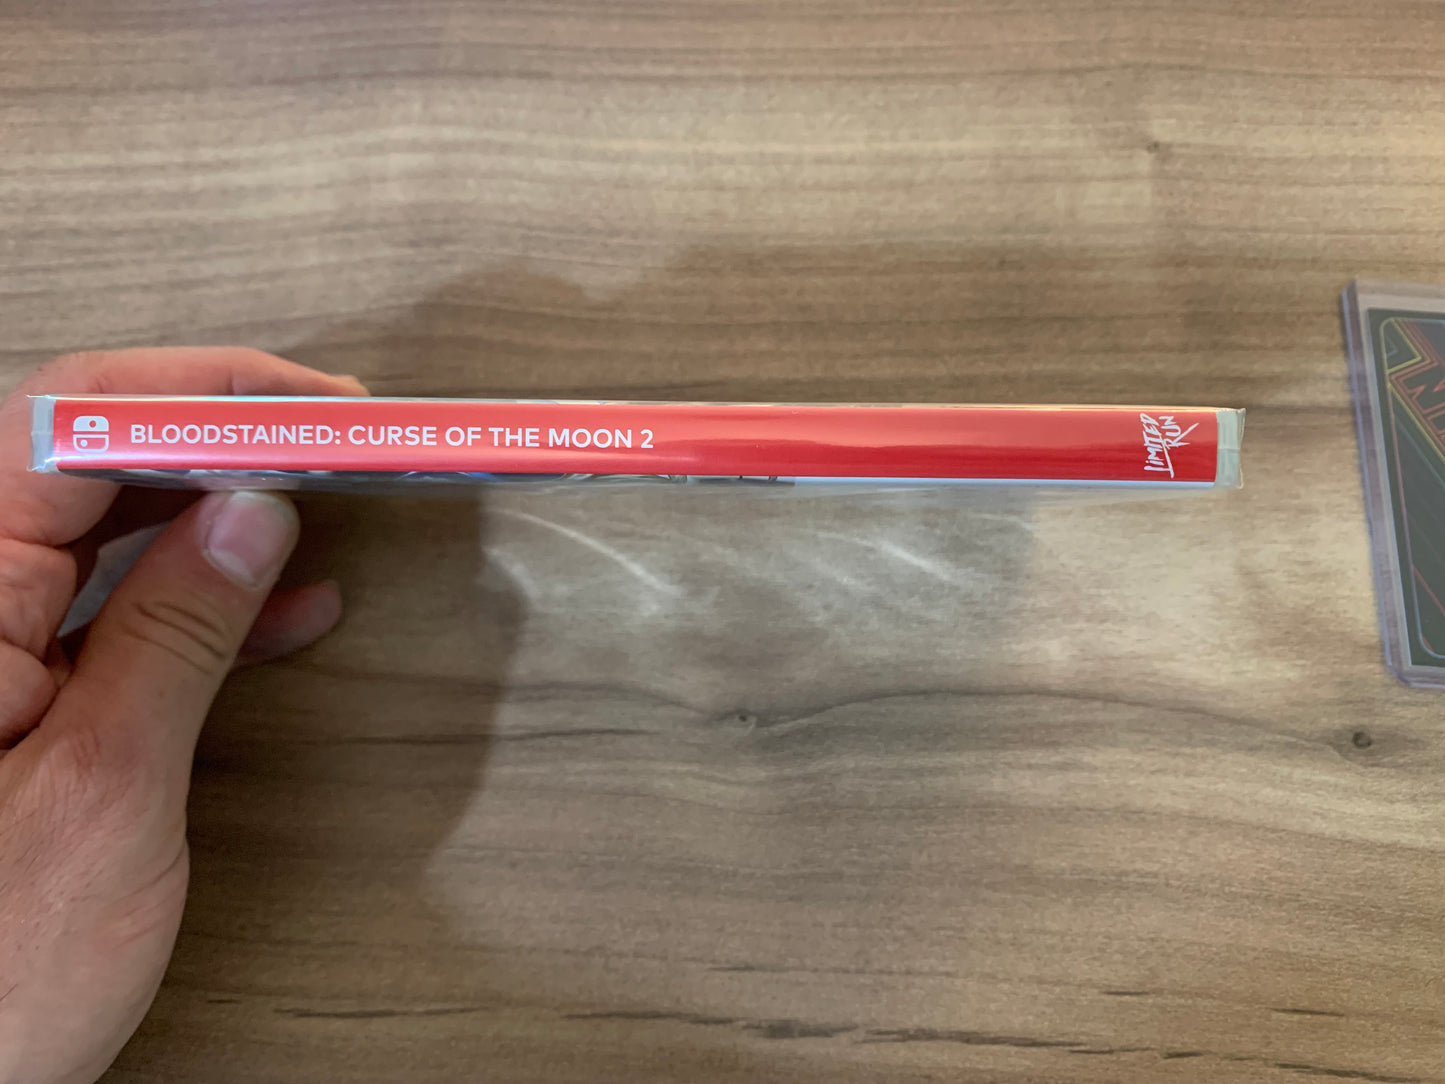 BLOODSTAINED: CURSE OF THE MOON 2
LIMITED
RUN